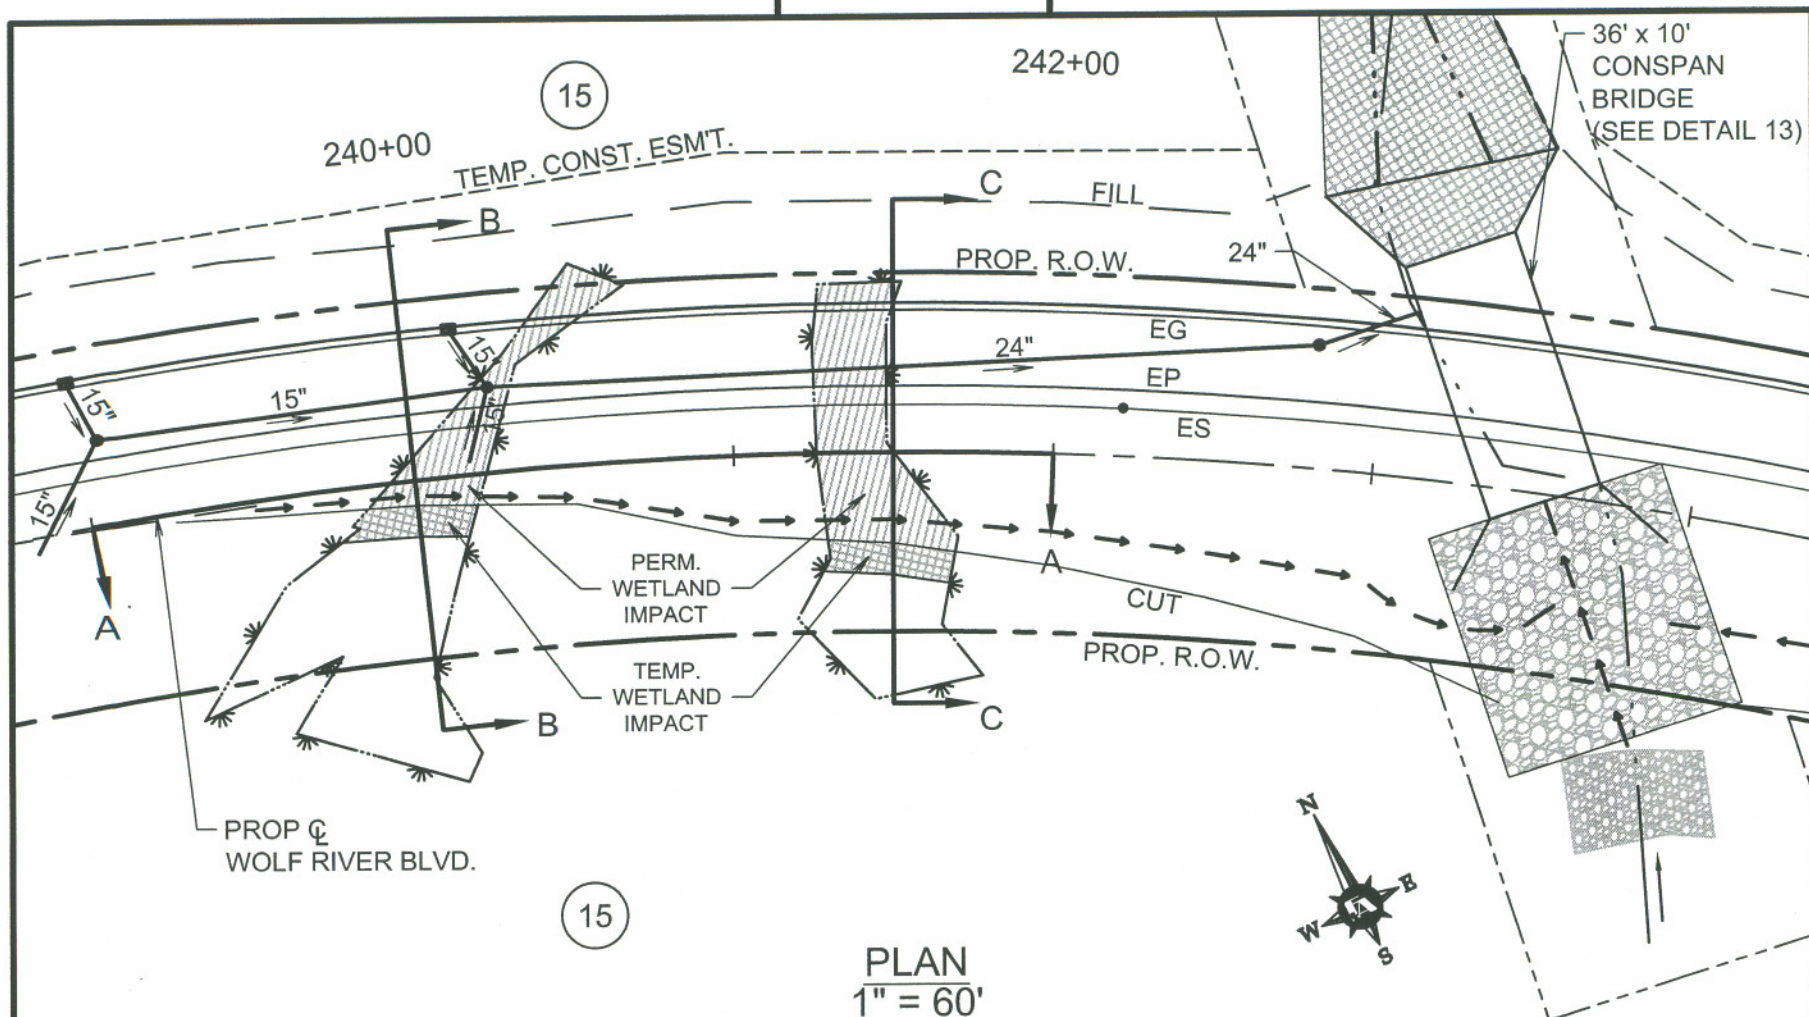 36' x 10'
CONSPAN
BRIDGE
(SEE DETAIL 13)
242+00
15
240+00
TEMP. CONST. ESM'T.
C
FILL
B
24"
PROP. R.O.W.
EG
15"
24"
EP
15"
15"
15"
ES
15"
A
PERM.
WETLAND
IMPACT
A
CUT
PROP. R.O.W.
TEMP.
WETLAND
IMPACT
B
C
PROP ℄
WOLF RIVER BLVD.
N
E
W
S
15
PLAN
1" = 60'